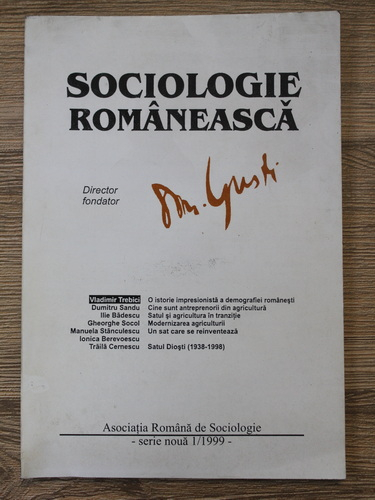 SOCIOLOGIE
ROMÂNEASCĂ
Director
fondator
Dm. Gusti
Vladimir Trebici O istorie impresionistă a demografiei românești
Dumitru Sandu Cine sunt antreprenorii din agricultură
Ilie Bădescu Satul și agricultura în tranziție
Gheorghe Socol Modernizarea agriculturii
Manuela Stănculescu Un sat care se reinventează
Ionica Berevoescu
Trăilă Cernescu Satul Dioști (1938-1998)
Asociația Română de Sociologie
- serie nouă 1/1999 -